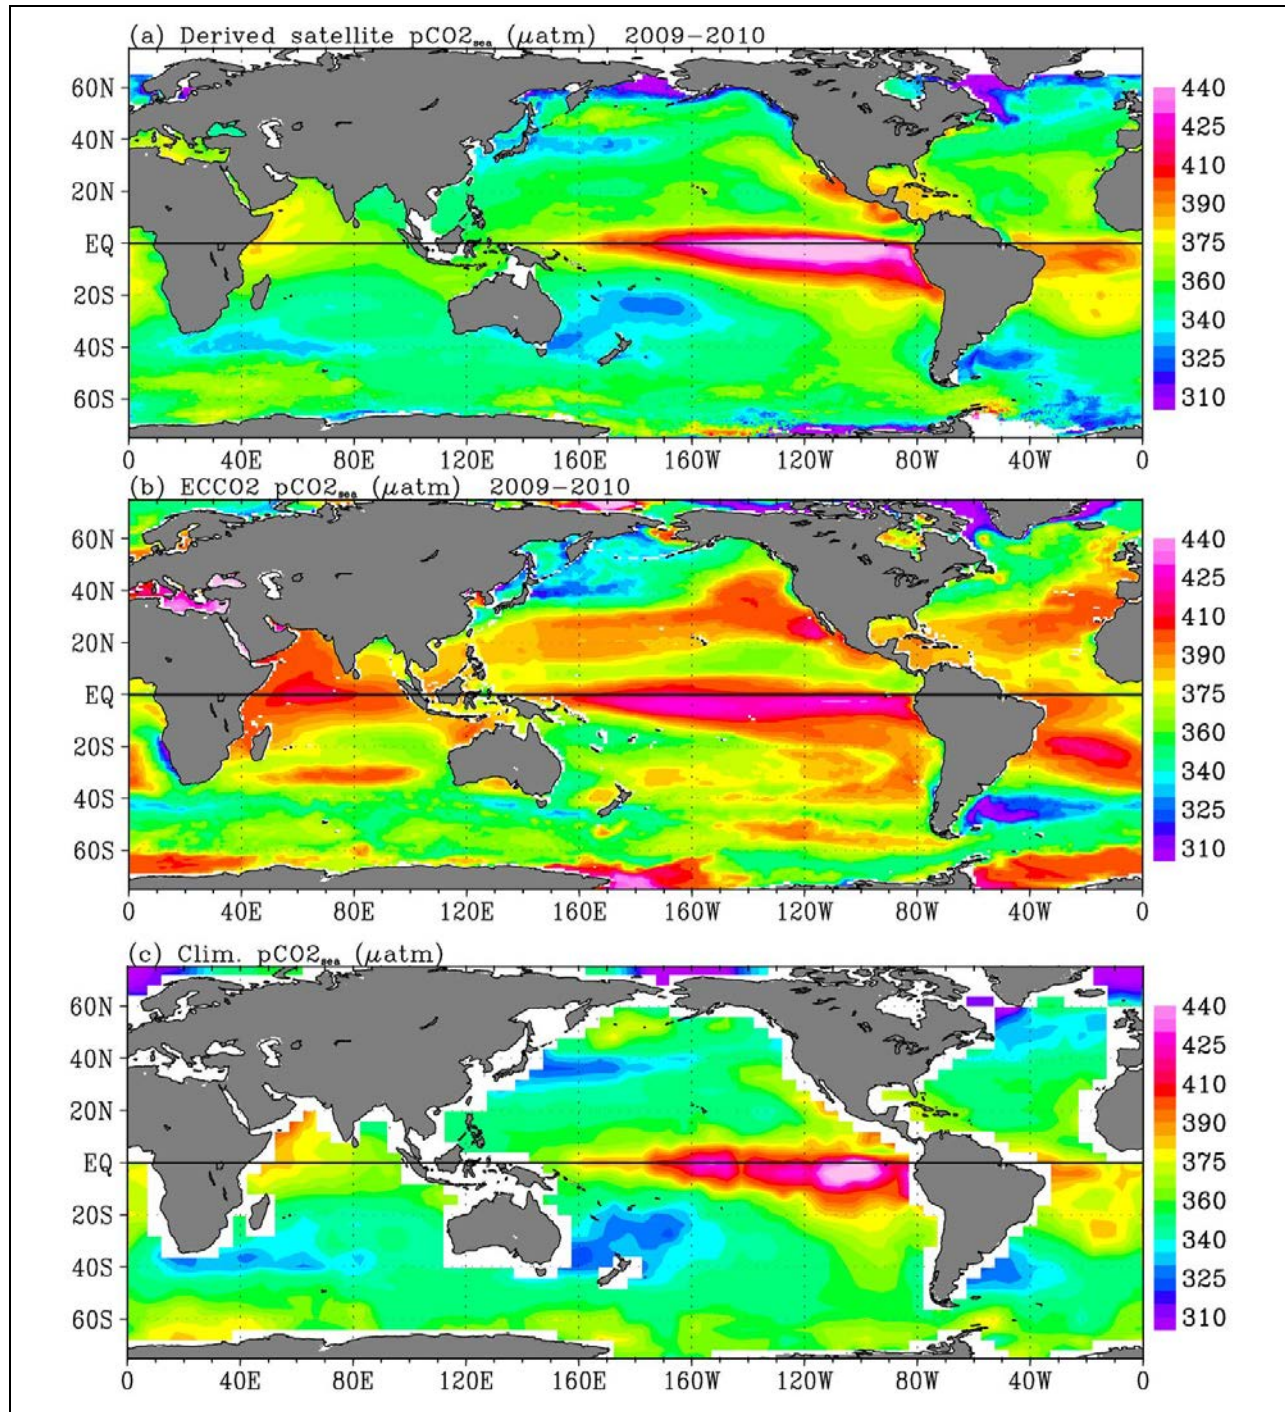 (a) Derived satellite pCO2sea (μatm) 2009−2010
60N
40N
20N
EQ
20S
40S
60S
0 40E 80E 120E 160E 160W 120W 80W 40W 0
440
425
410
390
375
360
340
325
310
(b) ECCO2 pCO2sea (μatm) 2009−2010
60N
40N
20N
EQ
20S
40S
60S
0 40E 80E 120E 160E 160W 120W 80W 40W 0
440
425
410
390
375
360
340
325
310
(c) Clim. pCO2sea (μatm)
60N
40N
20N
EQ
20S
40S
60S
0 40E 80E 120E 160E 160W 120W 80W 40W 0
440
425
410
390
375
360
340
325
310